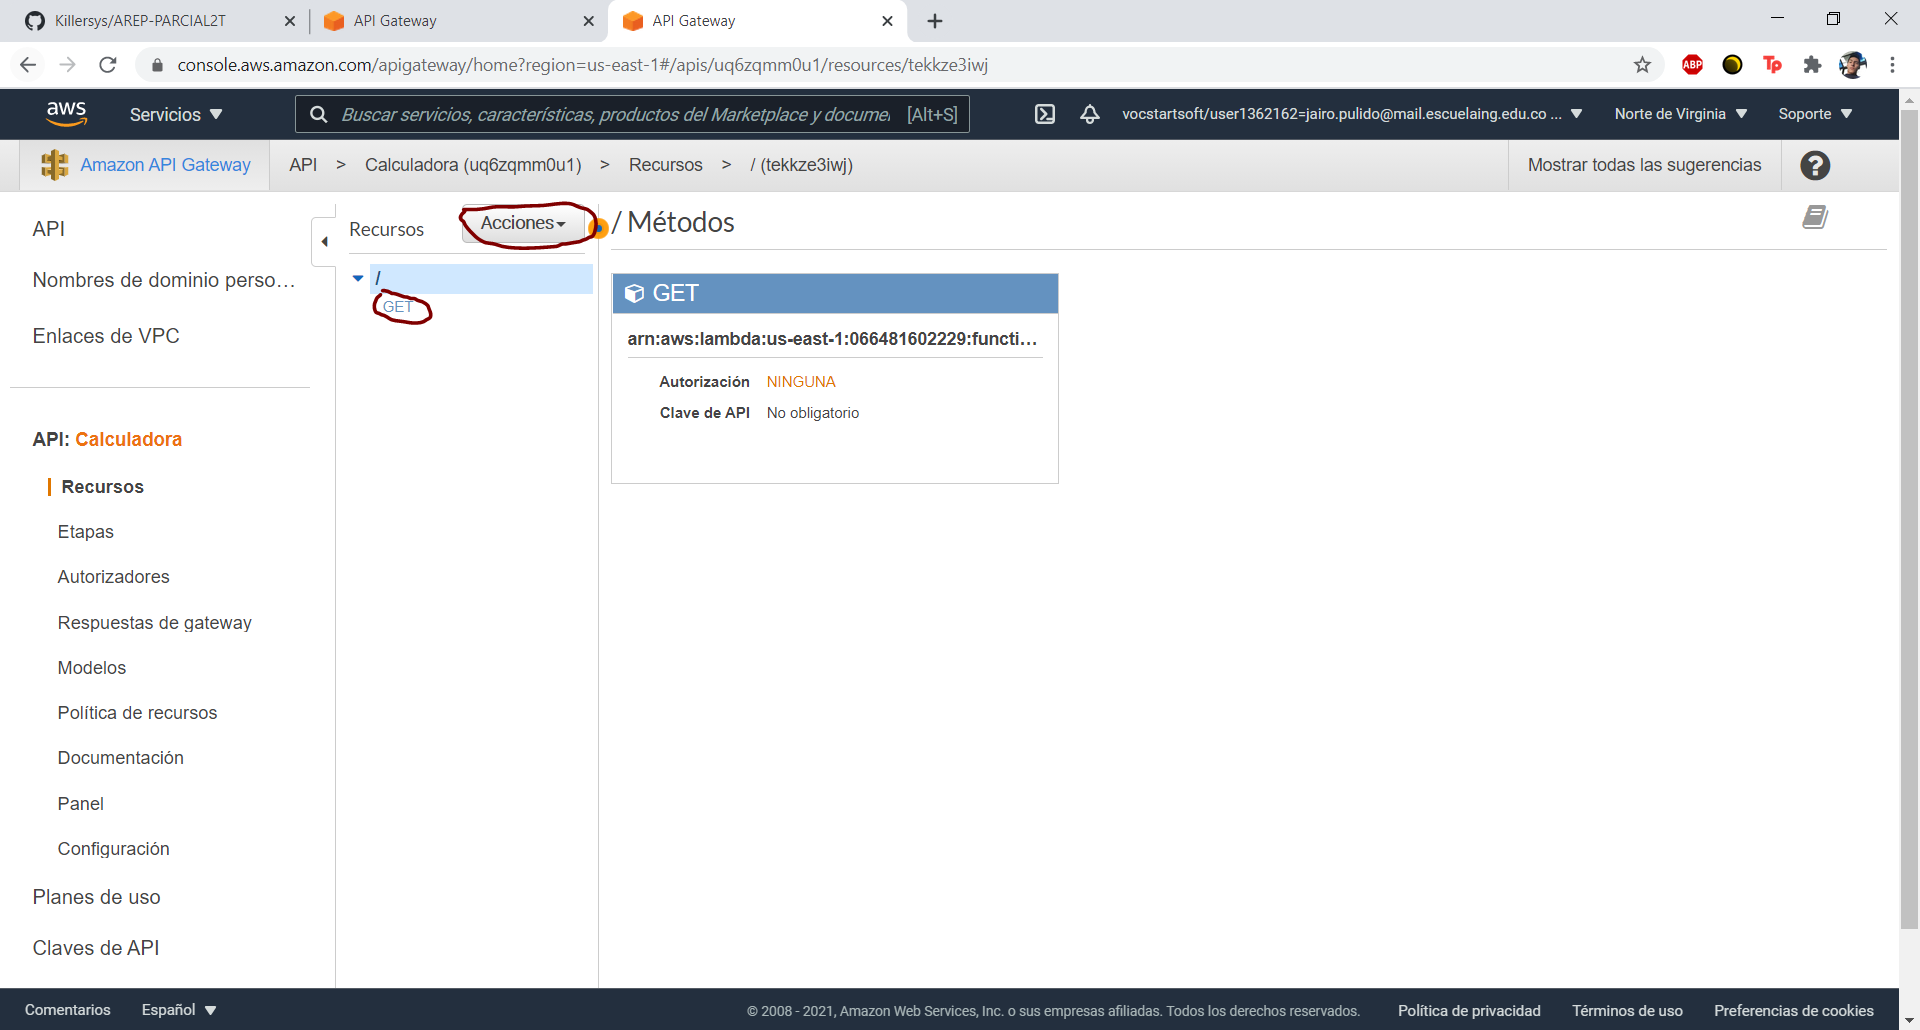 Killersys/AREP-PARCIAL2T
API Gateway
API Gateway
console.aws.amazon.com/apigateway/home?region=us-east-1#/apis/uq6zqmm0u1/resources/tekkze3iwj
ABP
Tp
aws
Servicios
Buscar servicios, características, productos del Marketplace y documei [Alt+S]
vocstartsoft/user1362162=jairo.pulido@mail.escuelaing.edu.co ...
Norte de Virginia
Soporte
Amazon API Gateway
API > Calculadora (uq6zqmm0u1) > Recursos > / (tekkze3iwj)
Mostrar todas las sugerencias
?
API
Nombres de dominio perso…
Enlaces de VPC
API: Calculadora
Recursos
Etapas
Autorizadores
Respuestas de gateway
Modelos
Política de recursos
Documentación
Panel
Configuración
Planes de uso
Claves de API
Recursos
Acciones
/
GET
/ Métodos
GET
arn:aws:lambda:us-east-1:066481602229:functi…
Autorización NINGUNA
Clave de API No obligatorio
Comentarios
Español
© 2008 - 2021, Amazon Web Services, Inc. o sus empresas afiliadas. Todos los derechos reservados.
Política de privacidad
Términos de uso
Preferencias de cookies